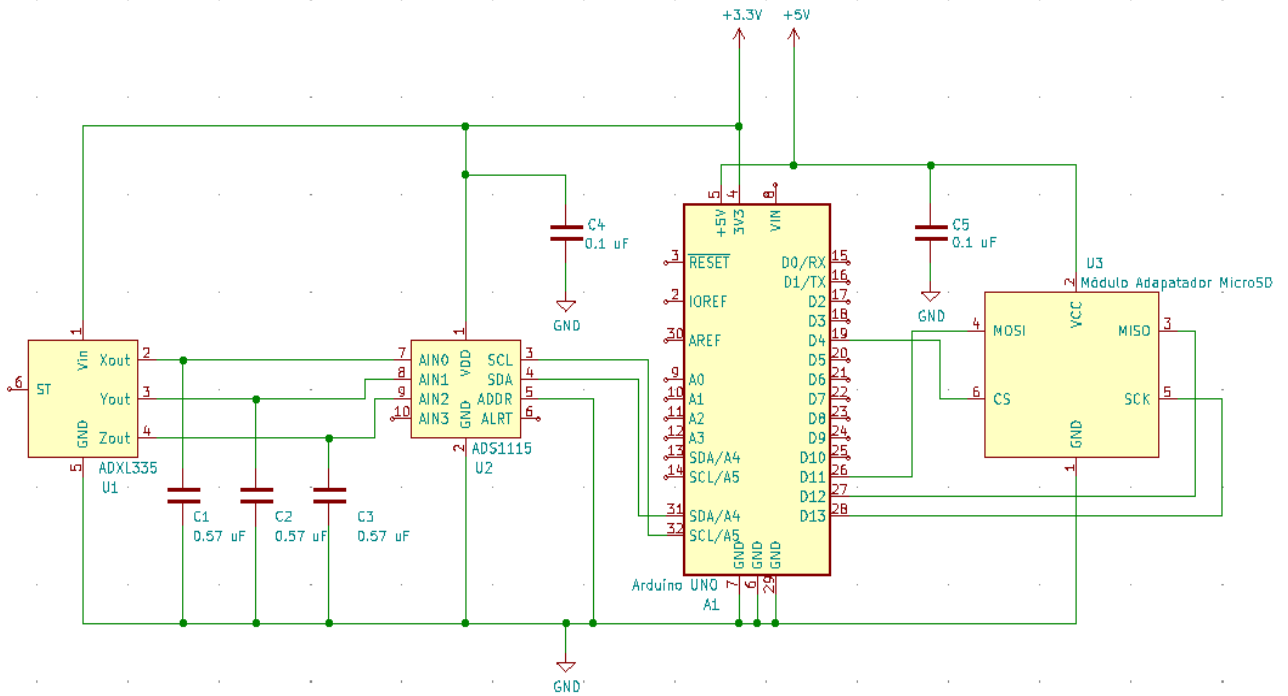 +3.3V
+5V
5
4
8
+5V
3V3
VIN
C4
0.1 uF
GND
C5
0.1 uF
GND
3
RESET
D0/RX
15
D1/TX
16
2
IOREF
D2
17
D3
18
30
AREF
D4
19
D5
20
9
A0
D6
21
10
A1
D7
22
11
A2
D8
23
12
A3
D9
24
13
SDA/A4
D10
25
14
SCL/A5
D11
26
D12
27
31
SDA/A4
D13
28
32
SCL/A5
GND
GND
GND
7
6
29
Arduino UNO
A1
U3
Módulo Adapatador MicroSD
2
VCC
4
MOSI
MISO
3
6
CS
SCK
5
GND
1
1
Vin
Xout
2
6
ST
Yout
3
GND
Zout
4
5
ADXL335
U1
1
VDD
7
AIN0
SCL
3
8
AIN1
SDA
4
9
AIN2
ADDR
5
10
AIN3
GND
ALRT
6
2
ADS1115
U2
C1
0.57 uF
C2
0.57 uF
C3
0.57 uF
GND